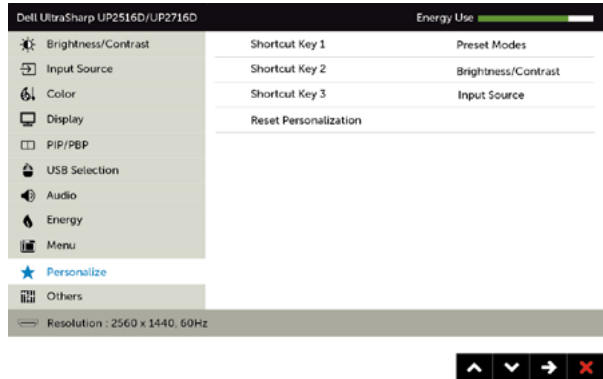 Dell UltraSharp UP2516D/UP2716D Energy Use
Brightness/Contrast Shortcut Key 1 Preset Modes
Input Source Shortcut Key 2 Brightness/Contrast
Color Shortcut Key 3 Input Source
Display Reset Personalization
PIP/PBP
USB Selection
Audio
Energy
Menu
Personalize
Others
Resolution : 2560 x 1440, 60Hz